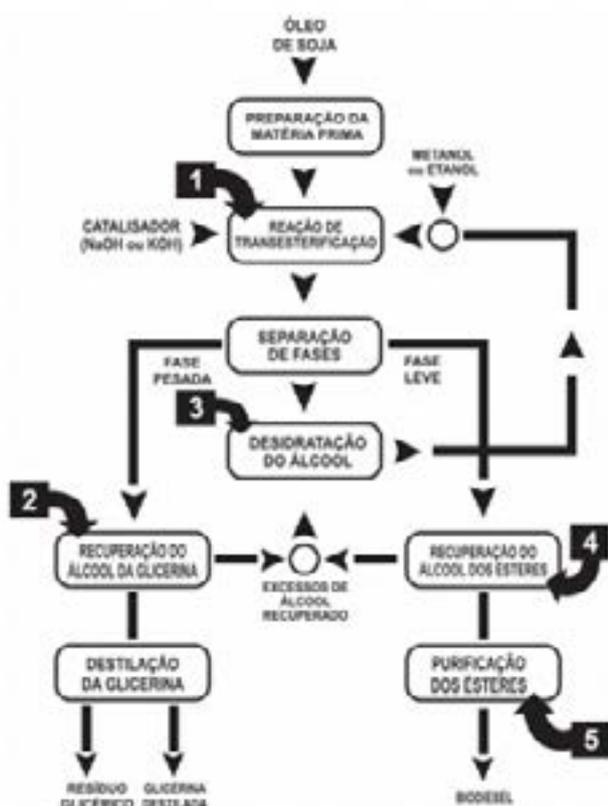 ÓLEO
DE SOJA
PREPARAÇÃO DA
MATÉRIA PRIMA
METANOL
ou ETANOL
1
CATALISADOR
(NaOH ou KOH)
REAÇÃO DE
TRANSESTERIFICAÇÃO
SEPARAÇÃO
DE FASES
FASE
PESADA
FASE
LEVE
3
DESIDRATAÇÃO
DO ÁLCOOL
2
RECUPERAÇÃO DO
ÁLCOOL DA GLICERINA
EXCESSOS DE
ÁLCOOL
RECUPERADO
RECUPERAÇÃO DO
ÁLCOOL DOS ÉSTERES
4
DESTILAÇÃO
DA GLICERINA
PURIFICAÇÃO
DOS ÉSTERES
5
RESÍDUO
GLICÉRICO
GLICERINA
DESTILADA
BIODIESEL